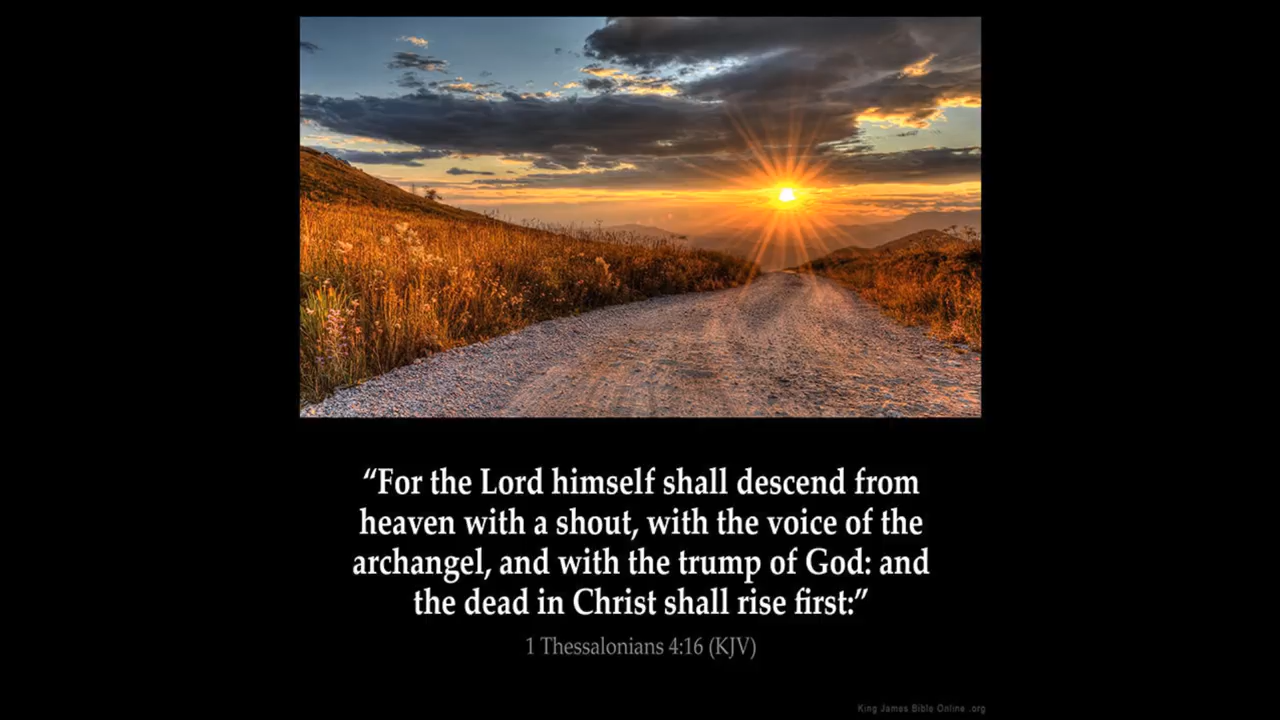 “For the Lord himself shall descend from
heaven with a shout, with the voice of the
archangel, and with the trump of God: and
the dead in Christ shall rise first:”
1 Thessalonians 4:16 (KJV)
King James Bible Online .org